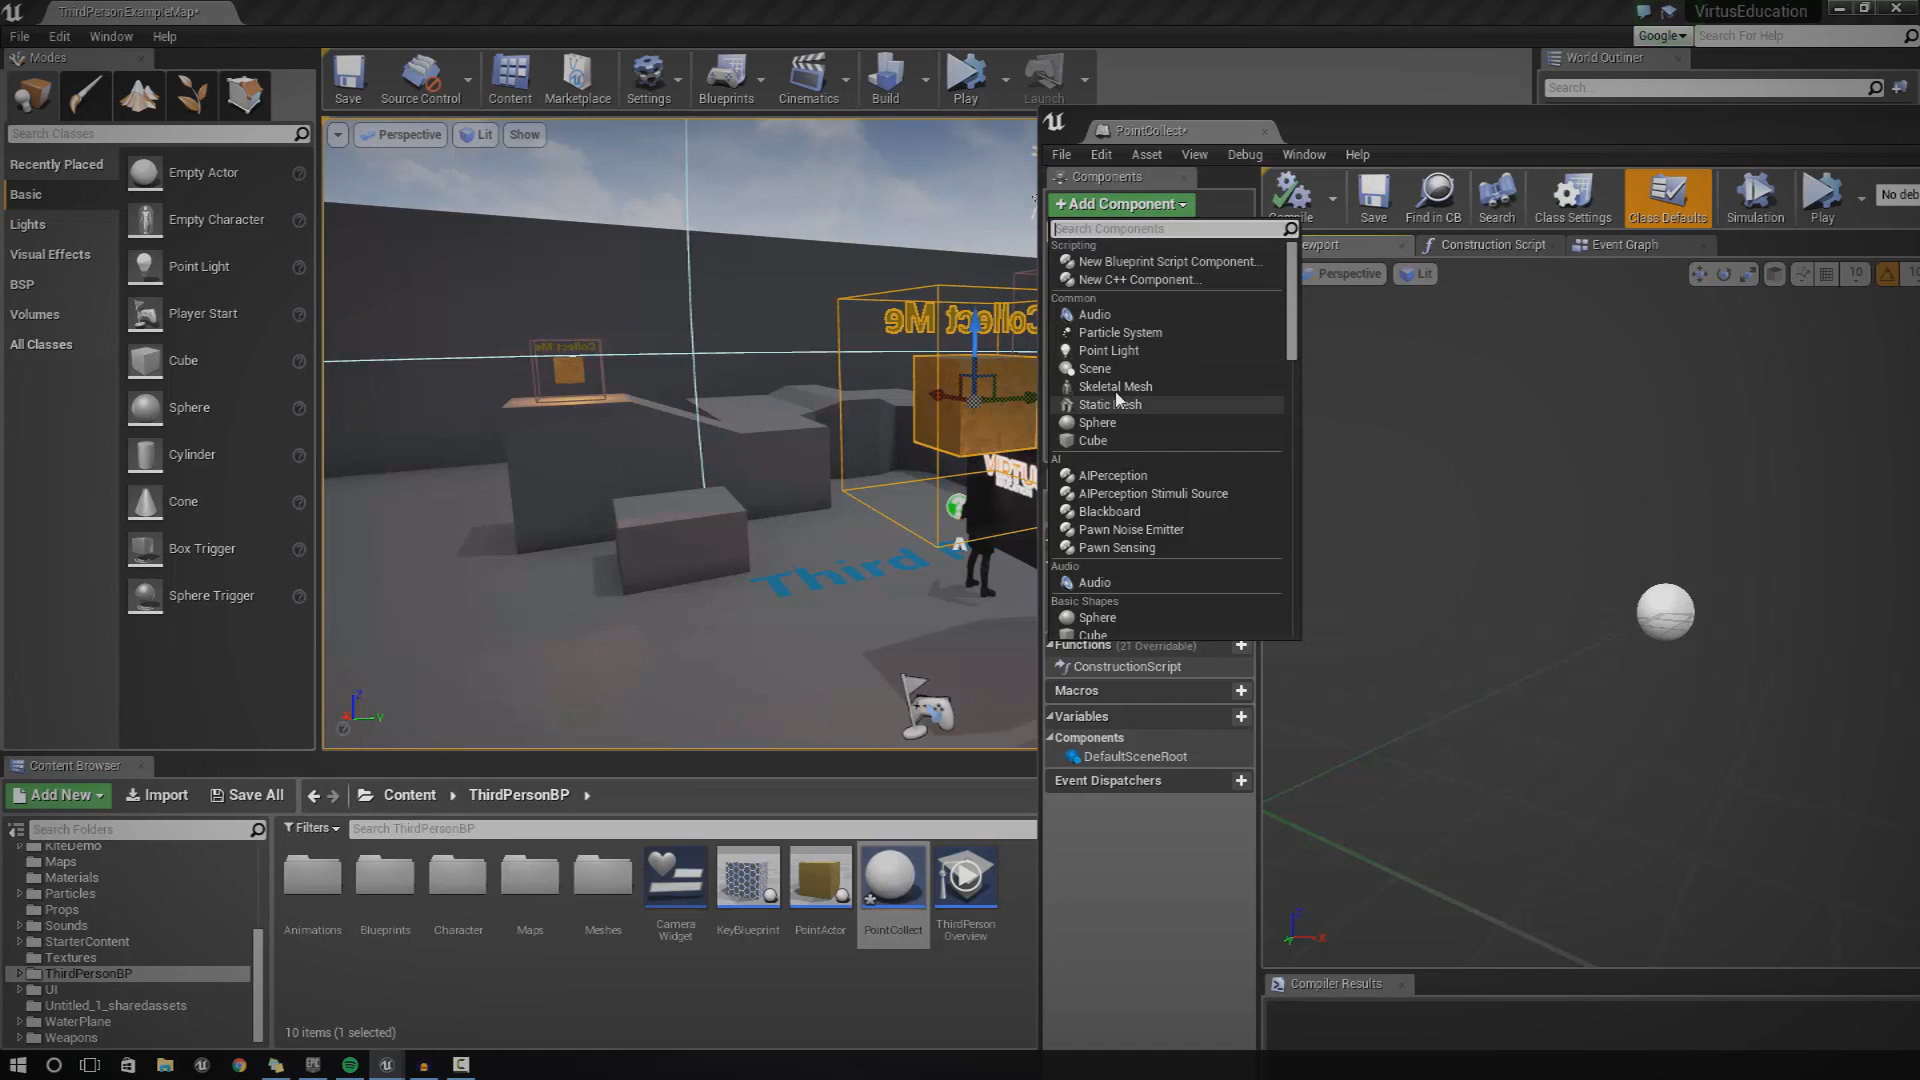 ThirdPersonExampleMap*
VirtusEducation
File Edit Window Help
Google Search For Help
Modes
World Outliner
Save Source Control Content Marketplace Settings Blueprints Cinematics Build Play Launch
Search...
Search Classes
Perspective Lit Show
PointCollect*
File Edit Asset View Debug Window Help
Recently Placed
Basic
Lights
Visual Effects
BSP
Volumes
All Classes
Empty Actor
Empty Character
Point Light
Player Start
Cube
Sphere
Cylinder
Cone
Box Trigger
Sphere Trigger
Collect Me
Collect Me
Third
Components
+Add Component
Compile Save Find in CB Search Class Settings Class Defaults Simulation Play No deb
Construction Script Event Graph
Perspective Lit
10
10
Search Components
Scripting
New Blueprint Script Component...
New C++ Component...
Common
Audio
Particle System
Point Light
Scene
Skeletal Mesh
Static Mesh
Sphere
Cube
AI
AIPerception
AIPerception Stimuli Source
Blackboard
Pawn Noise Emitter
Pawn Sensing
Audio
Audio
Basic Shapes
Sphere
Cube
Functions (21 Overridable)
ConstructionScript
Macros
Variables
Components
DefaultSceneRoot
Event Dispatchers
Compiler Results
Content Browser
Add New Import Save All Content ThirdPersonBP
Search Folders
Filters Search ThirdPersonBP
KiteDemo
Maps
Materials
Particles
Props
Sounds
StarterContent
Textures
ThirdPersonBP
UI
Untitled_1_sharedassets
WaterPlane
Weapons
Animations Blueprints Character Maps Meshes Camera Widget KeyBlueprint PointActor PointCollect ThirdPerson Overview
10 items (1 selected)